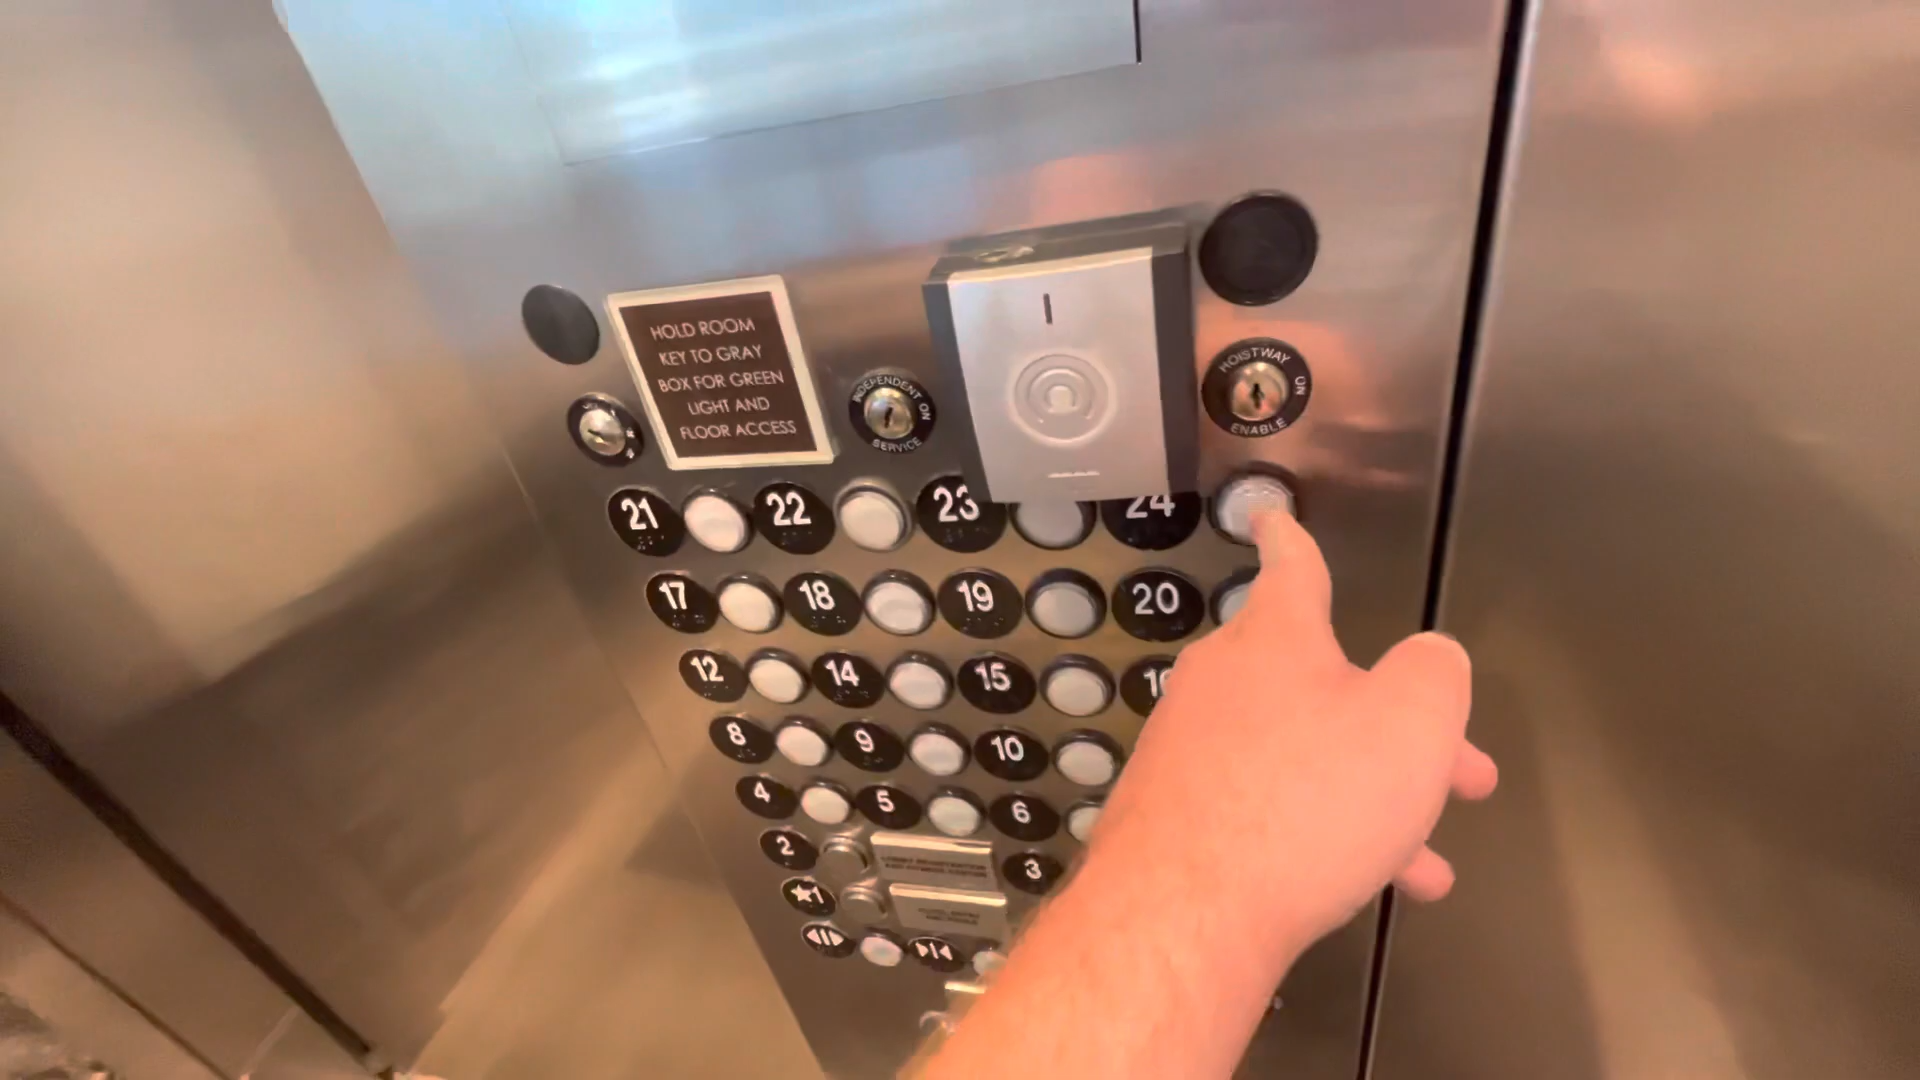 HOLD ROOM
KEY TO GRAY
BOX FOR GREEN
LIGHT AND
FLOOR ACCESS
INDEPENDENT ON
SERVICE
HOISTWAY ON
ENABLE
21 22 23 24
17 18 19 20
12 14 15
8 9 10
4 5 6
2 3
★1